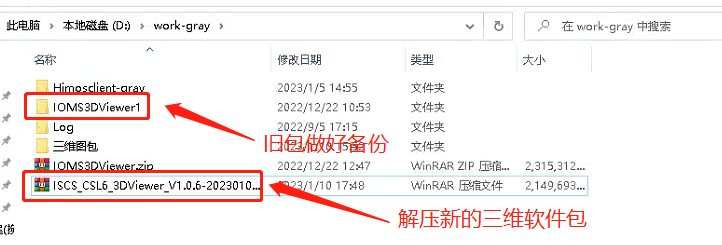 此电脑 › 本地磁盘 (D:) › work-gray ›
在 work-gray 中搜索
名称 修改日期 类型 大小
Himosclient-gray 2023/1/5 14:55 文件夹
IOMS3DViewer1 2022/12/22 10:53 文件夹
Log 2022/9/5 17:15 文件夹
旧包做好备份
三维图包 文件夹
IOMS3DViewer.zip 2022/12/22 12:47 WinRAR ZIP 压缩... 2,315,312...
ISCS_CSL6_3DViewer_V1.0.6-2023010... 2023/1/10 17:48 WinRAR 压缩文件 2,149,693...
解压新的三维软件包